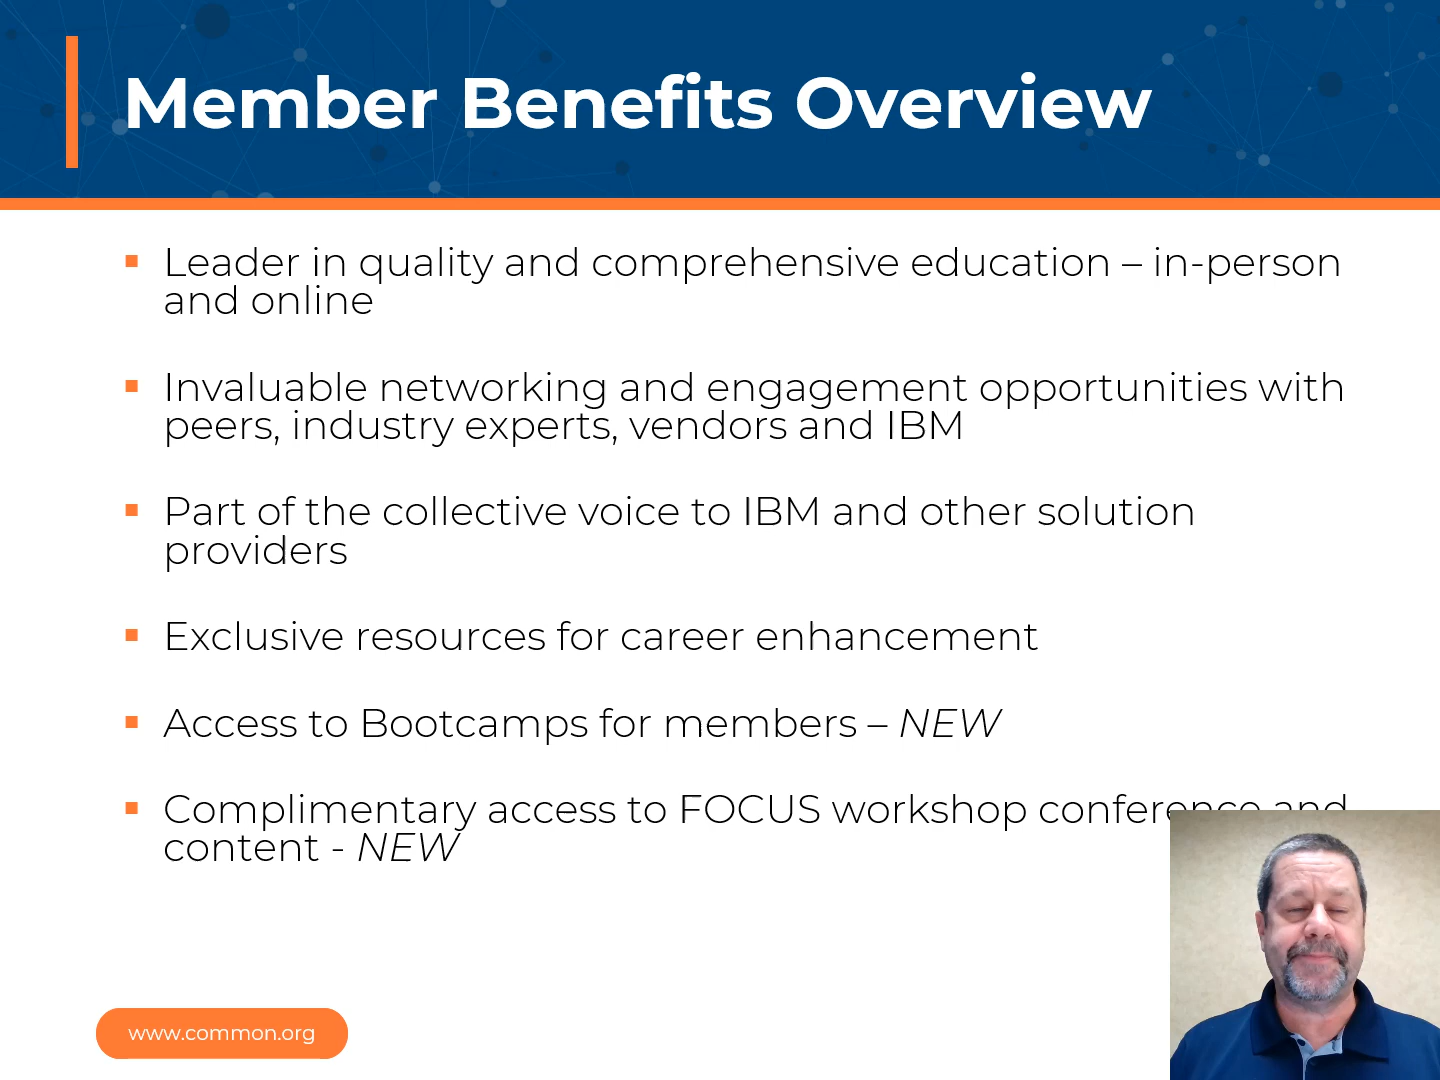 Member Benefits Overview
Leader in quality and comprehensive education – in-person
and online
Invaluable networking and engagement opportunities with
peers, industry experts, vendors and IBM
Part of the collective voice to IBM and other solution
providers
Exclusive resources for career enhancement
Access to Bootcamps for members – NEW
Complimentary access to FOCUS workshop conference and
content - NEW
www.common.org